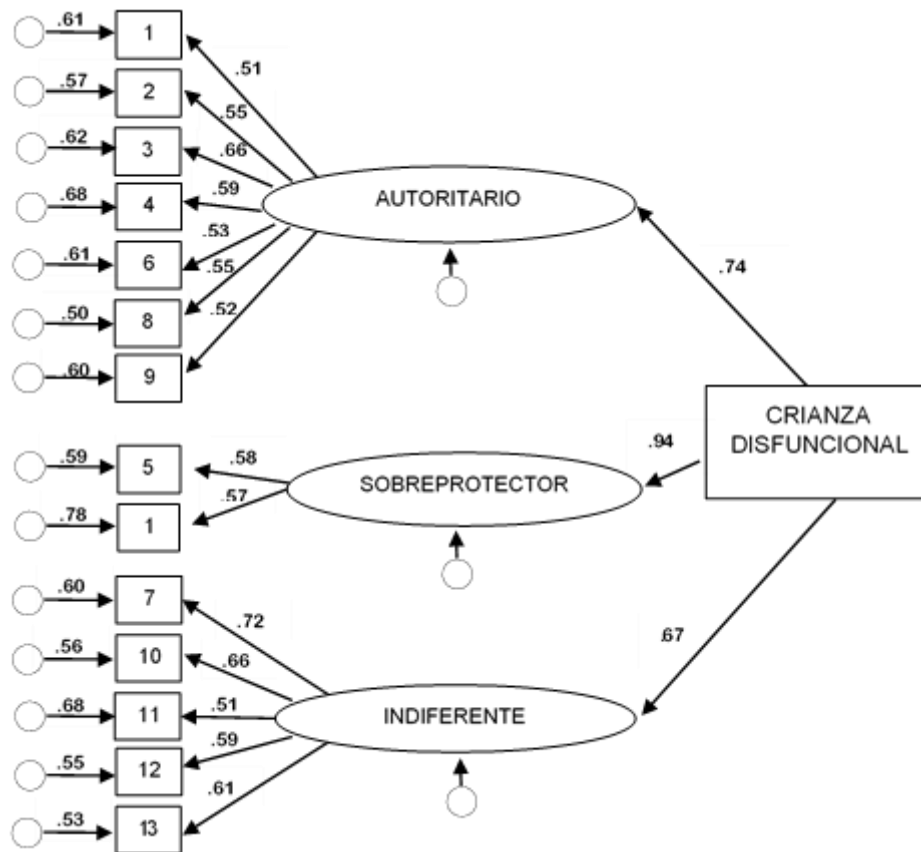 .61 1 .51
.57 2 .55
.62 3 .66
.68 4 .59
.61 6 .53
.50 8 .55
.60 9 .52
AUTORITARIO
.74
CRIANZA
DISFUNCIONAL
.94
.59 5 .58
.78 1 .57
SOBREPROTECTOR
.60 7 .72
.56 10 .66
.68 11 .51
.55 12 .59
.53 13 .61
INDIFERENTE
.67